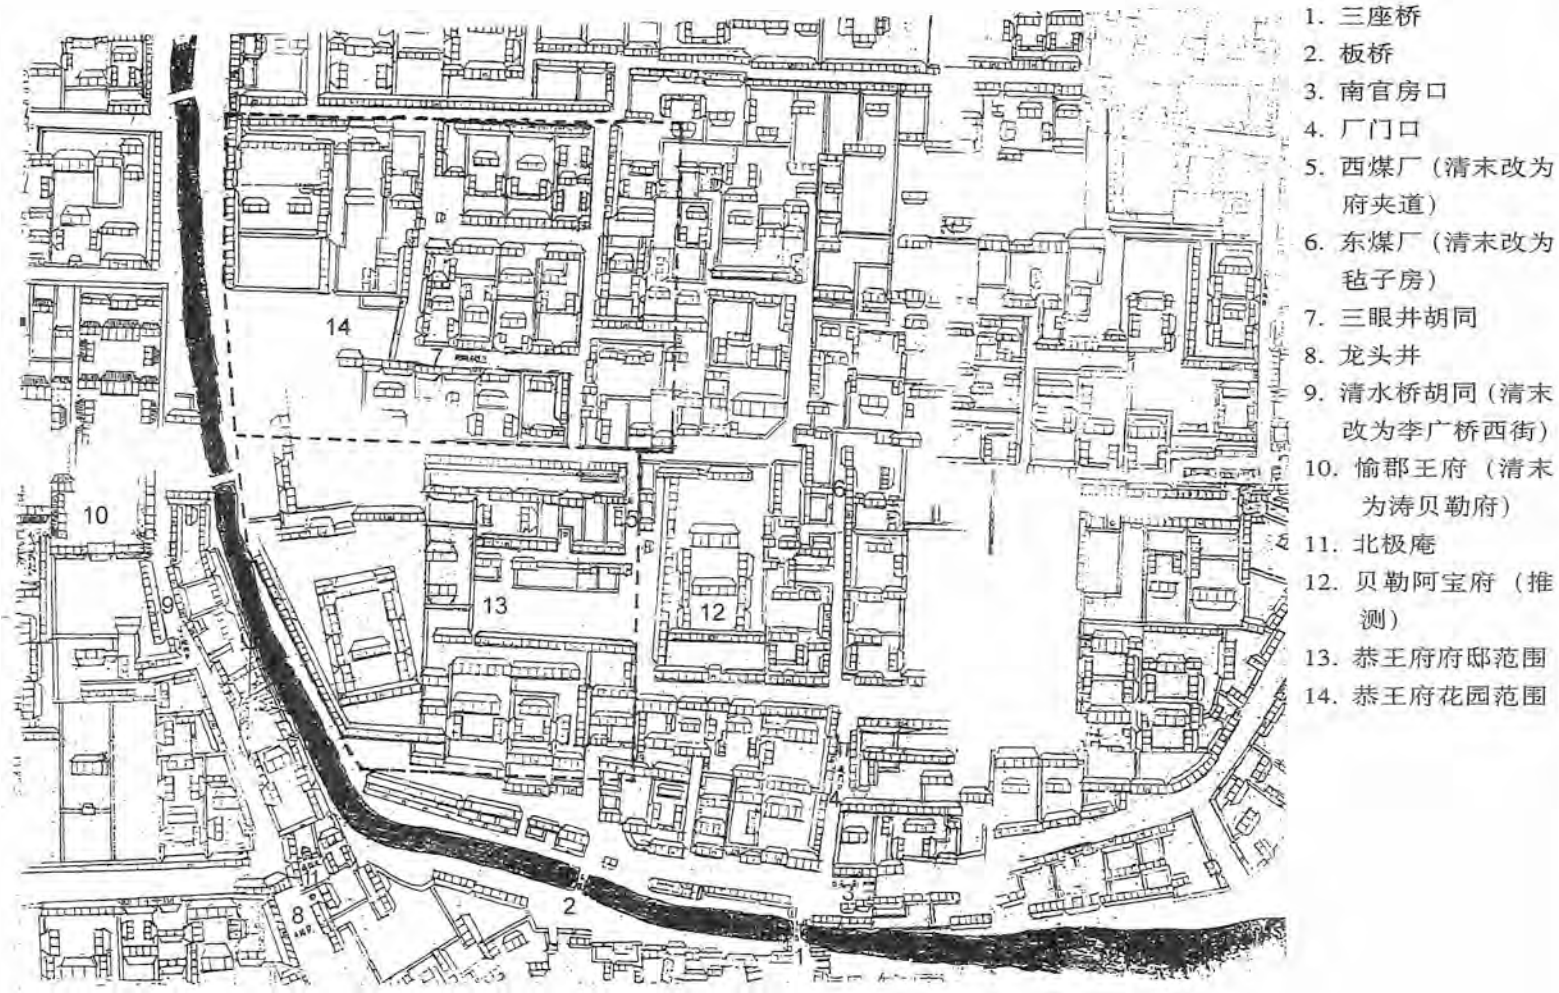 1. 三座桥
2. 板桥
3. 南官房口
4. 厂门口
5. 西煤厂（清末改为
府夹道）
6. 东煤厂（清末改为
毡子房）
7. 三眼井胡同
8. 龙头井
9. 清水桥胡同（清末
改为李广桥西街）
10. 愉郡王府（清末
为涛贝勒府）
11. 北极庵
12. 贝勒阿宝府（推
测）
13. 恭王府府邸范围
14. 恭王府花园范围
14
7
10
5
6
13
12
9
4
11
8
2
3
1